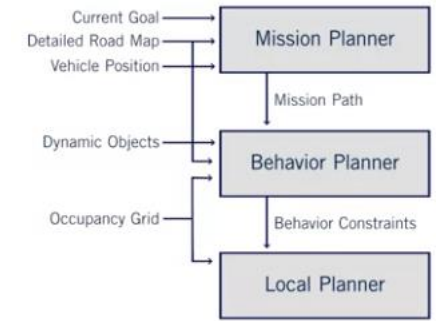 Current Goal
Detailed Road Map
Vehicle Position
Mission Planner
Mission Path
Dynamic Objects
Behavior Planner
Occupancy Grid
Behavior Constraints
Local Planner